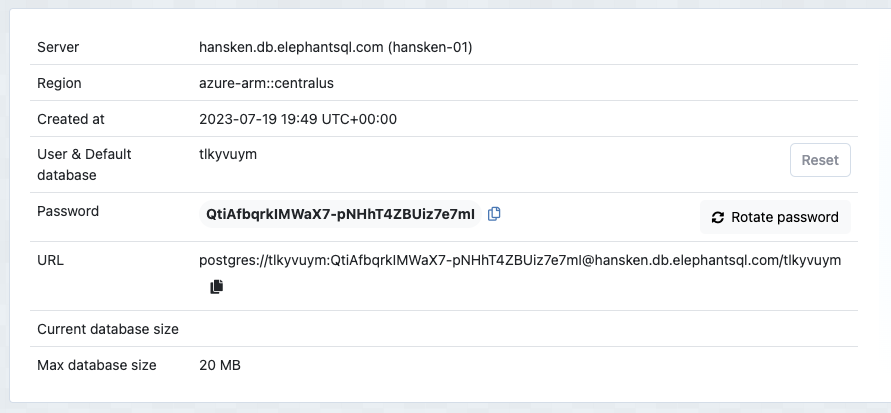 Server hansken.db.elephantsql.com (hansken-01)
Region azure-arm::centralus
Created at 2023-07-19 19:49 UTC+00:00
User & Default tlkyvuym
database
Reset
Password QtiAfbqrkIMWaX7-pNHhT4ZBUiz7e7ml Rotate password
URL postgres://tlkyvuym:QtiAfbqrkIMWaX7-pNHhT4ZBUiz7e7ml@hansken.db.elephantsql.com/tlkyvuym
Current database size
Max database size 20 MB